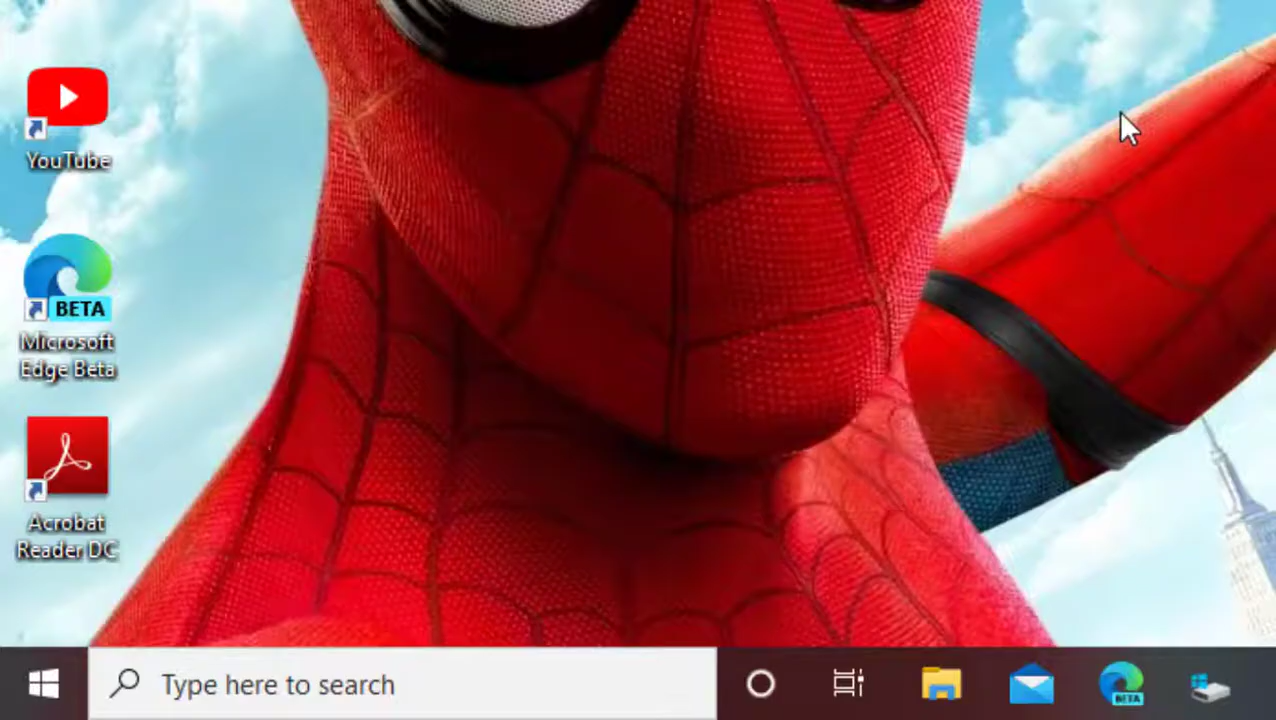 YouTube
BETA
Microsoft
Edge Beta
Acrobat
Reader DC
Type here to search
BETA